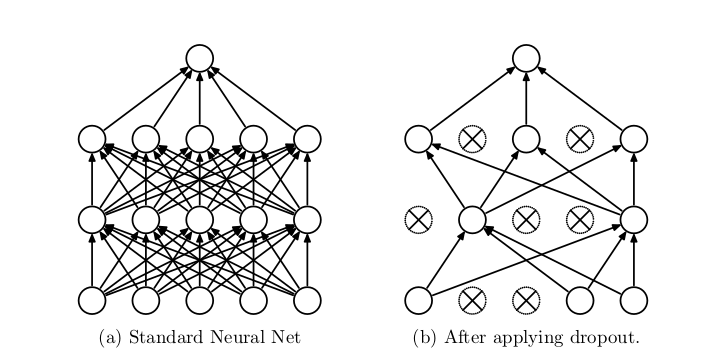 (a) Standard Neural Net
(b) After applying dropout.